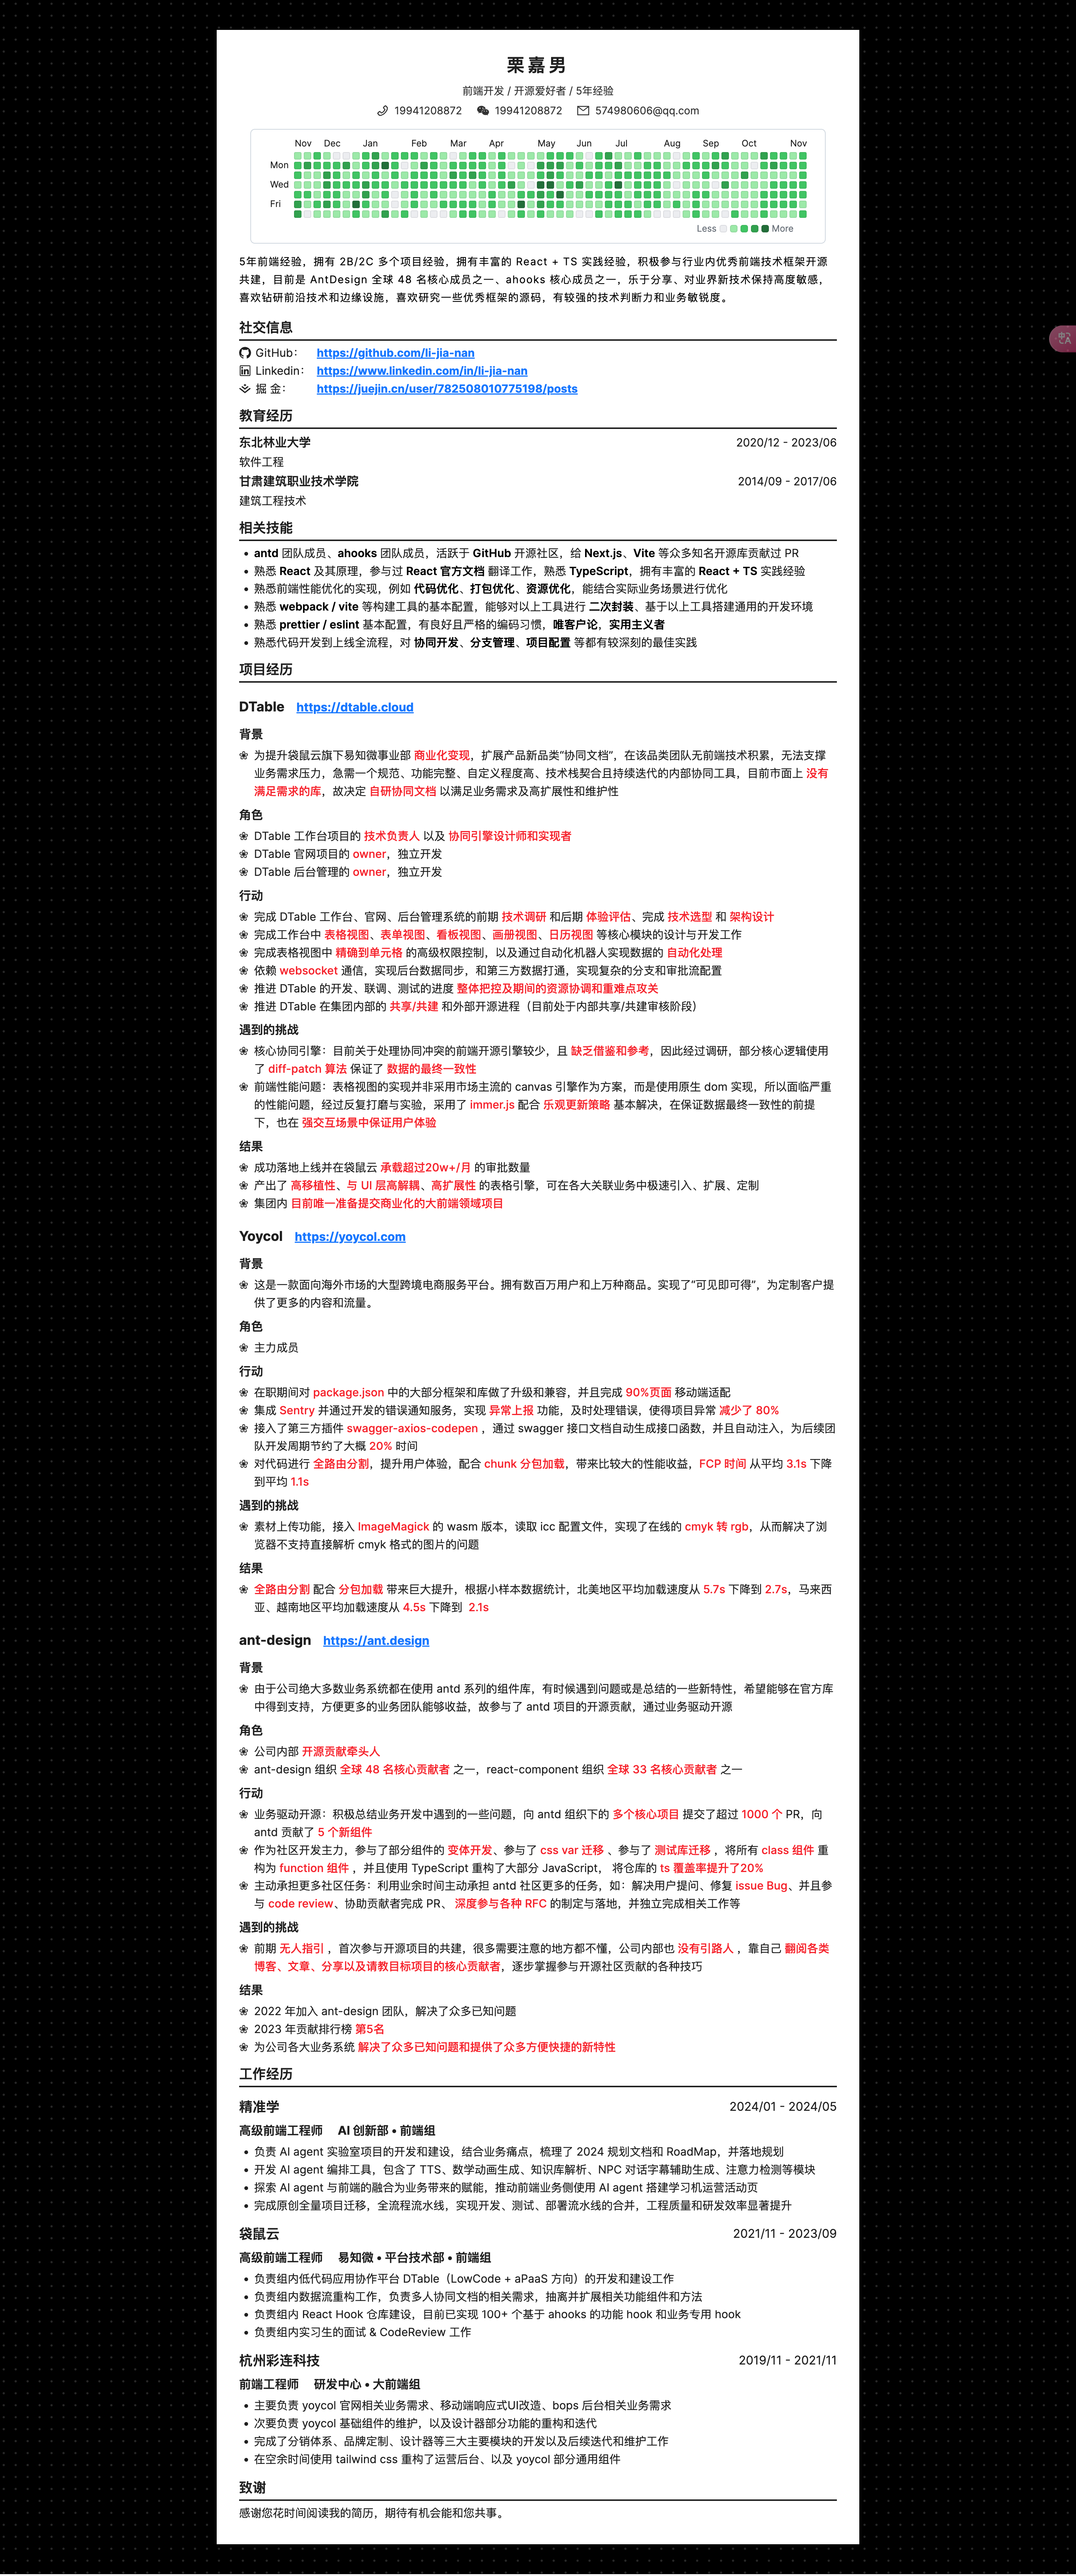 栗嘉男
前端开发 / 开源爱好者 / 5年经验
19941208872 19941208872 574980606@qq.com
Nov Dec Jan Feb Mar Apr May Jun Jul Aug Sep Oct Nov
Mon
Wed
Fri
Less More
5年前端经验，拥有 2B/2C 多个项目经验，拥有丰富的 React + TS 实践经验，积极参与行业内优秀前端技术框架开源
共建，目前是 AntDesign 全球 48 名核心成员之一、ahooks 核心成员之一，乐于分享、对业界新技术保持高度敏感，
喜欢钻研前沿技术和边缘设施，喜欢研究一些优秀框架的源码，有较强的技术判断力和业务敏锐度。
社交信息
GitHub： https://github.com/li-jia-nan
Linkedin： https://www.linkedin.com/in/li-jia-nan
掘 金： https://juejin.cn/user/782508010775198/posts
教育经历
东北林业大学 2020/12 - 2023/06
软件工程
甘肃建筑职业技术学院 2014/09 - 2017/06
建筑工程技术
相关技能
• antd 团队成员、ahooks 团队成员，活跃于 GitHub 开源社区，给 Next.js、Vite 等众多知名开源库贡献过 PR
• 熟悉 React 及其原理，参与过 React 官方文档 翻译工作，熟悉 TypeScript，拥有丰富的 React + TS 实践经验
• 熟悉前端性能优化的实现，例如 代码优化、打包优化、资源优化，能结合实际业务场景进行优化
• 熟悉 webpack / vite 等构建工具的基本配置，能够对以上工具进行 二次封装、基于以上工具搭建通用的开发环境
• 熟悉 prettier / eslint 基本配置，有良好且严格的编码习惯，唯客户论，实用主义者
• 熟悉代码开发到上线全流程，对 协同开发、分支管理、项目配置 等都有较深刻的最佳实践
项目经历
DTable https://dtable.cloud
背景
❀ 为提升袋鼠云旗下易知微事业部 商业化变现，扩展产品新品类“协同文档”，在该品类团队无前端技术积累，无法支撑
业务需求压力，急需一个规范、功能完整、自定义程度高、技术栈契合且持续迭代的内部协同工具，目前市面上 没有
满足需求的库，故决定 自研协同文档 以满足业务需求及高扩展性和维护性
角色
❀ DTable 工作台项目的 技术负责人 以及 协同引擎设计师和实现者
❀ DTable 官网项目的 owner，独立开发
❀ DTable 后台管理的 owner，独立开发
行动
❀ 完成 DTable 工作台、官网、后台管理系统的前期 技术调研 和后期 体验评估、完成 技术选型 和 架构设计
❀ 完成工作台中 表格视图、表单视图、看板视图、画册视图、日历视图 等核心模块的设计与开发工作
❀ 完成表格视图中 精确到单元格 的高级权限控制，以及通过自动化机器人实现数据的 自动化处理
❀ 依赖 websocket 通信，实现后台数据同步，和第三方数据打通，实现复杂的分支和审批流配置
❀ 推进 DTable 的开发、联调、测试的进度 整体把控及期间的资源协调和重难点攻关
❀ 推进 DTable 在集团内部的 共享/共建 和外部开源进程（目前处于内部共享/共建审核阶段）
遇到的挑战
❀ 核心协同引擎：目前关于处理协同冲突的前端开源引擎较少，且 缺乏借鉴和参考，因此经过调研，部分核心逻辑使用
了 diff-patch 算法 保证了 数据的最终一致性
❀ 前端性能问题：表格视图的实现并非采用市场主流的 canvas 引擎作为方案，而是使用原生 dom 实现，所以面临严重
的性能问题，经过反复打磨与实验，采用了 immer.js 配合 乐观更新策略 基本解决，在保证数据最终一致性的前提
下，也在 强交互场景中保证用户体验
结果
❀ 成功落地上线并在袋鼠云 承载超过20w+/月 的审批数量
❀ 产出了 高移植性、与 UI 层高解耦、高扩展性 的表格引擎，可在各大关联业务中极速引入、扩展、定制
❀ 集团内 目前唯一准备提交商业化的大前端领域项目
Yoycol https://yoycol.com
背景
❀ 这是一款面向海外市场的大型跨境电商服务平台。拥有数百万用户和上万种商品。实现了“可见即可得”，为定制客户提
供了更多的内容和流量。
角色
❀ 主力成员
行动
❀ 在职期间对 package.json 中的大部分框架和库做了升级和兼容，并且完成 90%页面 移动端适配
❀ 集成 Sentry 并通过开发的错误通知服务，实现 异常上报 功能，及时处理错误，使得项目异常 减少了 80%
❀ 接入了第三方插件 swagger-axios-codepen ，通过 swagger 接口文档自动生成接口函数，并且自动注入，为后续团
队开发周期节约了大概 20% 时间
❀ 对代码进行 全路由分割，提升用户体验，配合 chunk 分包加载，带来比较大的性能收益，FCP 时间 从平均 3.1s 下降
到平均 1.1s
遇到的挑战
❀ 素材上传功能，接入 ImageMagick 的 wasm 版本，读取 icc 配置文件，实现了在线的 cmyk 转 rgb，从而解决了浏
览器不支持直接解析 cmyk 格式的图片的问题
结果
❀ 全路由分割 配合 分包加载 带来巨大提升，根据小样本数据统计，北美地区平均加载速度从 5.7s 下降到 2.7s，马来西
亚、越南地区平均加载速度从 4.5s 下降到 2.1s
ant-design https://ant.design
背景
❀ 由于公司绝大多数业务系统都在使用 antd 系列的组件库，有时候遇到问题或是总结的一些新特性，希望能够在官方库
中得到支持，方便更多的业务团队能够收益，故参与了 antd 项目的开源贡献，通过业务驱动开源
角色
❀ 公司内部 开源贡献牵头人
❀ ant-design 组织 全球 48 名核心贡献者 之一，react-component 组织 全球 33 名核心贡献者 之一
行动
❀ 业务驱动开源：积极总结业务开发中遇到的一些问题，向 antd 组织下的 多个核心项目 提交了超过 1000 个 PR，向
antd 贡献了 5 个新组件
❀ 作为社区开发主力，参与了部分组件的 变体开发、参与了 css var 迁移 、参与了 测试库迁移 ，将所有 class 组件 重
构为 function 组件 ，并且使用 TypeScript 重构了大部分 JavaScript， 将仓库的 ts 覆盖率提升了20%
❀ 主动承担更多社区任务：利用业余时间主动承担 antd 社区更多的任务，如：解决用户提问、修复 issue Bug、并且参
与 code review、协助贡献者完成 PR、 深度参与各种 RFC 的制定与落地，并独立完成相关工作等
遇到的挑战
❀ 前期 无人指引 ，首次参与开源项目的共建，很多需要注意的地方都不懂，公司内部也 没有引路人 ，靠自己 翻阅各类
博客、文章、分享以及请教目标项目的核心贡献者，逐步掌握参与开源社区贡献的各种技巧
结果
❀ 2022 年加入 ant-design 团队，解决了众多已知问题
❀ 2023 年贡献排行榜 第5名
❀ 为公司各大业务系统 解决了众多已知问题和提供了众多方便快捷的新特性
工作经历
精准学 2024/01 - 2024/05
高级前端工程师 AI 创新部 • 前端组
• 负责 AI agent 实验室项目的开发和建设，结合业务痛点，梳理了 2024 规划文档和 RoadMap，并落地规划
• 开发 AI agent 编排工具，包含了 TTS、数学动画生成、知识库解析、NPC 对话字幕辅助生成、注意力检测等模块
• 探索 AI agent 与前端的融合为业务带来的赋能，推动前端业务侧使用 AI agent 搭建学习机运营活动页
• 完成原创全量项目迁移，全流程流水线，实现开发、测试、部署流水线的合并，工程质量和研发效率显著提升
袋鼠云 2021/11 - 2023/09
高级前端工程师 易知微 • 平台技术部 • 前端组
• 负责组内低代码应用协作平台 DTable（LowCode + aPaaS 方向）的开发和建设工作
• 负责组内数据流重构工作，负责多人协同文档的相关需求，抽离并扩展相关功能组件和方法
• 负责组内 React Hook 仓库建设，目前已实现 100+ 个基于 ahooks 的功能 hook 和业务专用 hook
• 负责组内实习生的面试 & CodeReview 工作
杭州彩连科技 2019/11 - 2021/11
前端工程师 研发中心 • 大前端组
• 主要负责 yoycol 官网相关业务需求、移动端响应式UI改造、bops 后台相关业务需求
• 次要负责 yoycol 基础组件的维护，以及设计器部分功能的重构和迭代
• 完成了分销体系、品牌定制、设计器等三大主要模块的开发以及后续迭代和维护工作
• 在空余时间使用 tailwind css 重构了运营后台、以及 yoycol 部分通用组件
致谢
感谢您花时间阅读我的简历，期待有机会能和您共事。